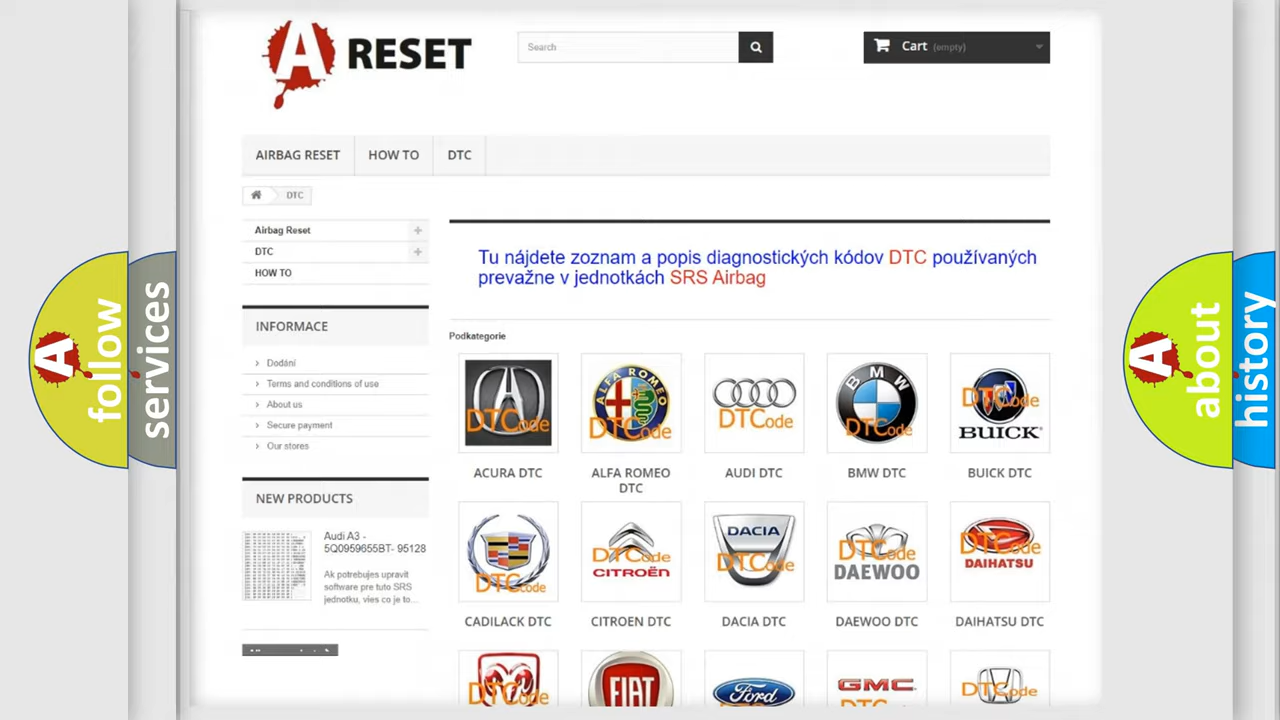 A RESET
Search
Cart (empty)
AIRBAG RESET
HOW TO
DTC
DTC
Airbag Reset
DTC
HOW TO
INFORMACE
Dodání
Terms and conditions of use
About us
Secure payment
Our stores
NEW PRODUCTS
Audi A3 -
5Q0959655BT- 95128
Ak potrebujes upravit
software pre tuto SRS
jednotku, vies co je to...
Tu nájdete zoznam a popis diagnostických kódov DTC používaných
prevažne v jednotkách SRS Airbag
Podkategorie
DTCode
ALFA ROMEO
DTCode
DTCode
BMW
DTCode
DTCode
BUICK
ACURA DTC
ALFA ROMEO
DTC
AUDI DTC
BMW DTC
BUICK DTC
DTCode
DTCode
CITROËN
DACIA
DTCode
DTCode
DAEWOO
DTCode
DAIHATSU
CADILACK DTC
CITROEN DTC
DACIA DTC
DAEWOO DTC
DAIHATSU DTC
DTCode
FIAT
Ford
GMC
DTCode
A follow
services
A about
history